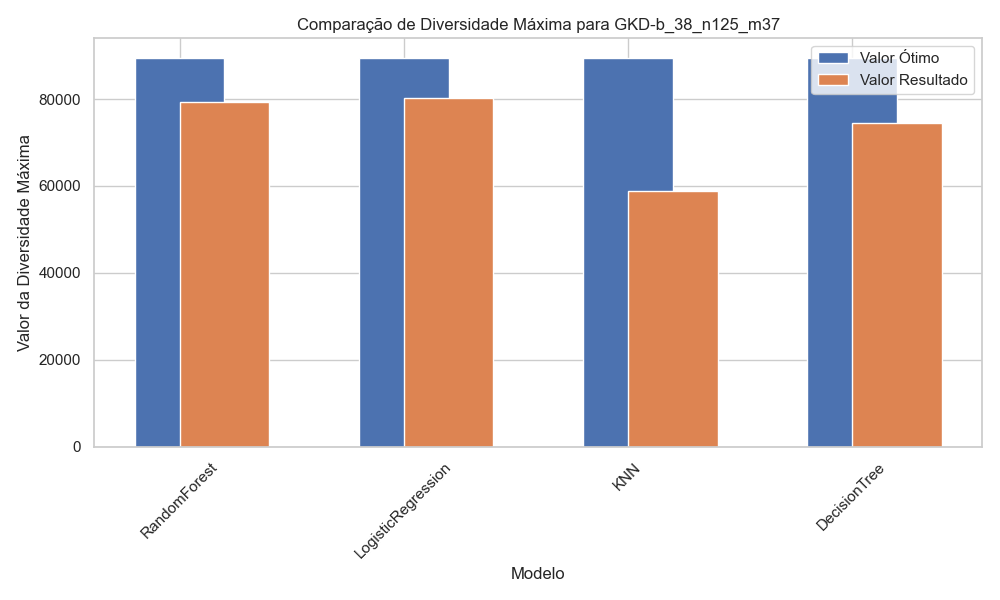 Comparação de Diversidade Máxima para GKD-b_38_n125_m37
Valor Ótimo
Valor Resultado
Valor da Diversidade Máxima
80000
60000
40000
20000
0
RandomForest
LogisticRegression
KNN
DecisionTree
Modelo